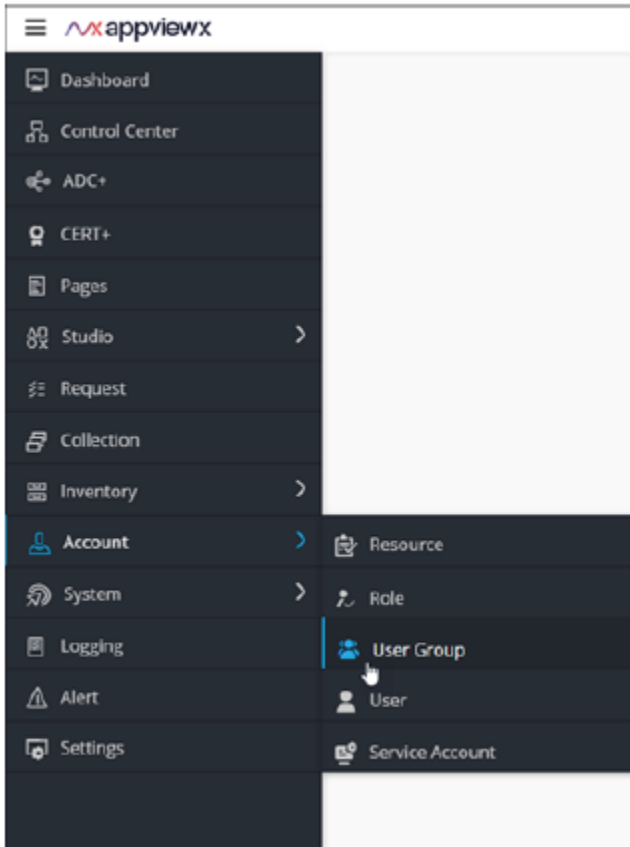 appviewx
Dashboard
Control Center
ADC+
CERT+
Pages
Studio
Request
Collection
Inventory
Account
System
Logging
Alert
Settings
Resource
Role
User Group
User
Service Account